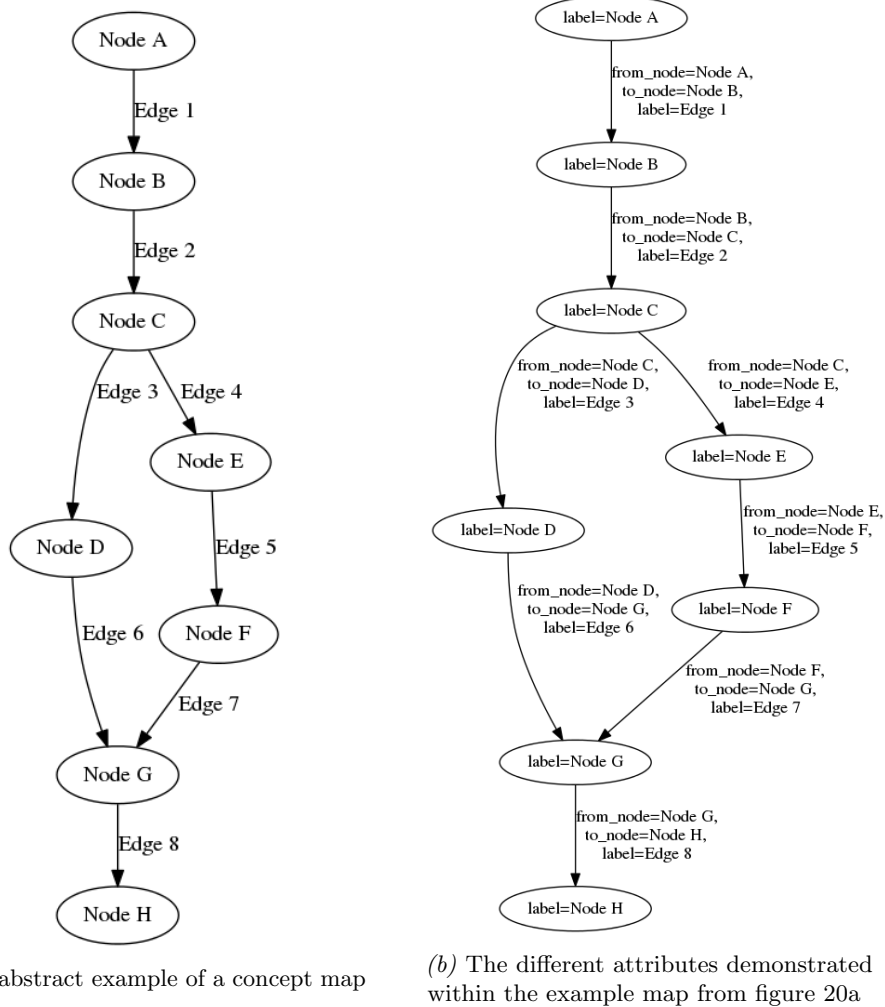 Node A
Edge 1
Node B
Edge 2
Node C
Edge 3
Edge 4
Node E
Node D
Edge 5
Edge 6
Node F
Edge 7
Node G
Edge 8
Node H
abstract example of a concept map
label=Node A
from_node=Node A,
to_node=Node B,
label=Edge 1
label=Node B
from_node=Node B,
to_node=Node C,
label=Edge 2
label=Node C
from_node=Node C,
to_node=Node D,
label=Edge 3
from_node=Node C,
to_node=Node E,
label=Edge 4
label=Node E
label=Node D
from_node=Node E,
to_node=Node F,
label=Edge 5
from_node=Node D,
to_node=Node G,
label=Edge 6
label=Node F
from_node=Node F,
to_node=Node G,
label=Edge 7
label=Node G
from_node=Node G,
to_node=Node H,
label=Edge 8
label=Node H
(b) The different attributes demonstrated
within the example map from figure 20a